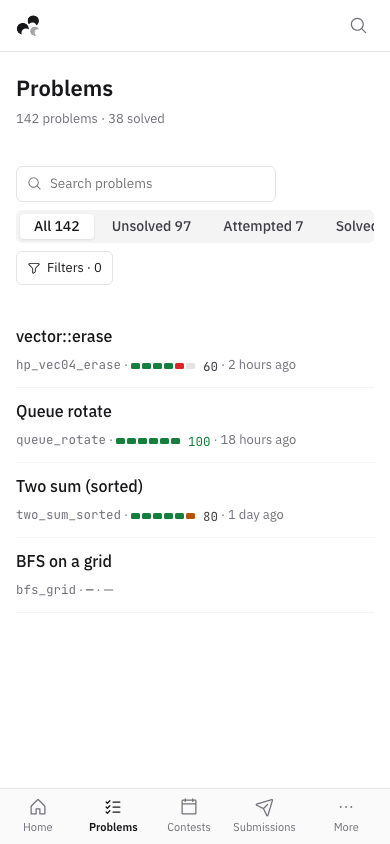 Problems
142 problems · 38 solved
Search problems
All 142 Unsolved 97 Attempted 7 Solved
Filters · 0
vector::erase
hp_vec04_erase · 60 · 2 hours ago
Queue rotate
queue_rotate · 100 · 18 hours ago
Two sum (sorted)
two_sum_sorted · 80 · 1 day ago
BFS on a grid
bfs_grid · — · —
Home Problems Contests Submissions More